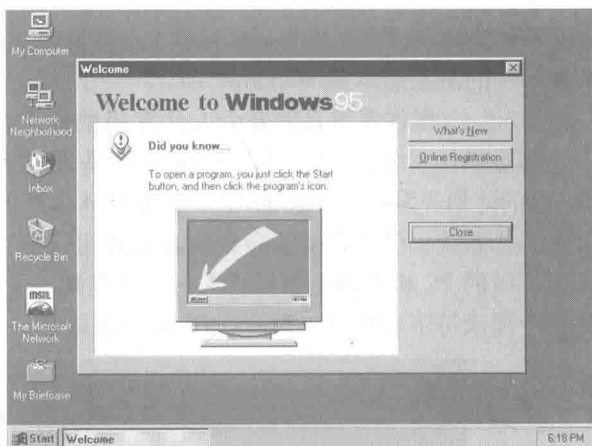 My Computer
Network
Neighborhood
Inbox
Recycle Bin
msn.
The Microsoft
Network
My Briefcase
Welcome
Welcome to Windows 95
Did you know...
To open a program, you just click the Start
button, and then click the program's icon.
What's New
Online Registration
Close
Start
Welcome
6:18 PM